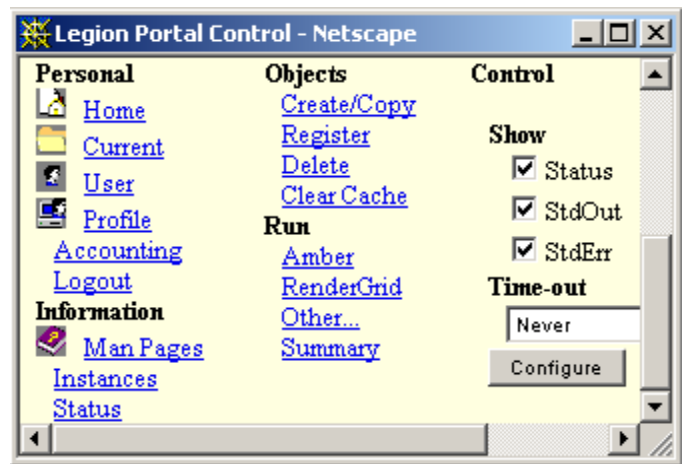 Legion Portal Control - Netscape
Personal
Home
Current
User
Profile
Accounting
Logout
Information
Man Pages
Instances
Status
Objects
Create/Copy
Register
Delete
Clear Cache
Run
Amber
RenderGrid
Other...
Summary
Control
Show
Status
StdOut
StdErr
Time-out
Never
Configure